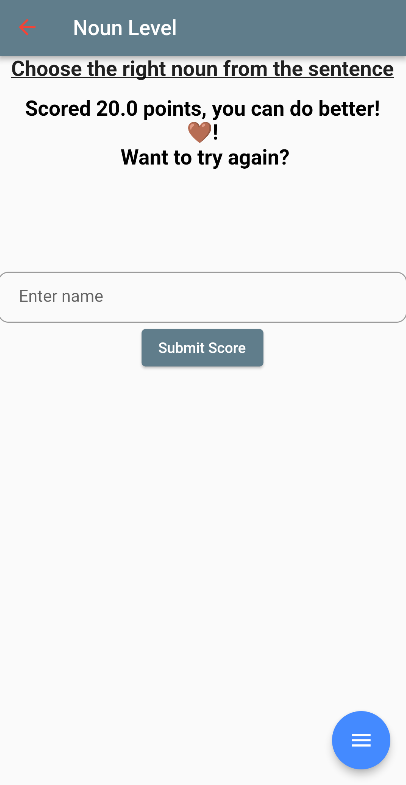 Noun Level
Choose the right noun from the sentence
Scored 20.0 points, you can do better!
🤎!
Want to try again?
Enter name
Submit Score